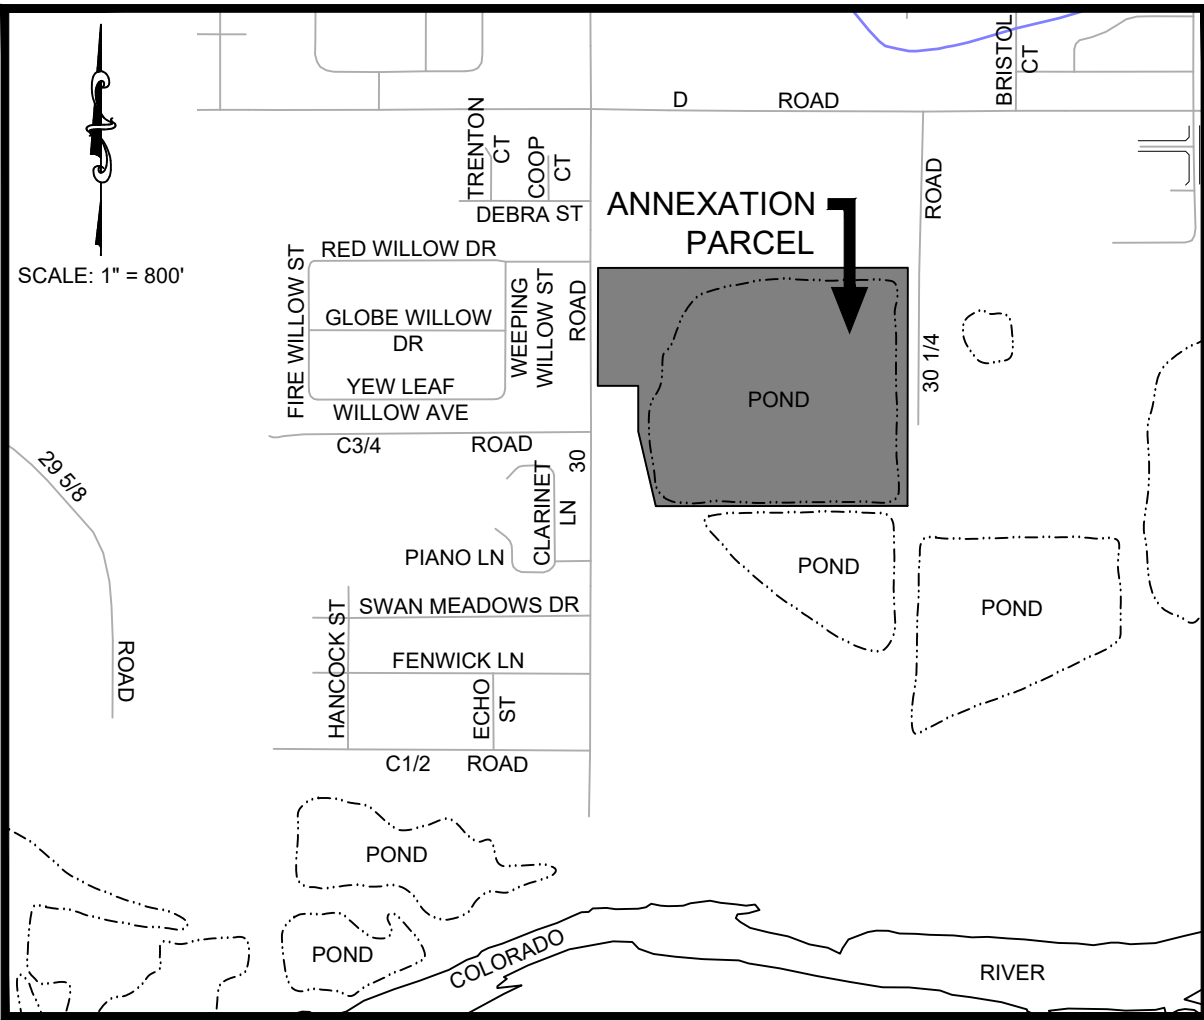 BRISTOL
CT
D ROAD
TRENTON
CT
COOP
CT
DEBRA ST
ROAD
ANNEXATION
PARCEL
SCALE: 1" = 800'
RED WILLOW DR
FIRE WILLOW ST
GLOBE WILLOW
DR
WEEPING
WILLOW ST
ROAD
YEW LEAF
WILLOW AVE
POND
30 1/4
C3/4 ROAD
30
29 5/8
CLARINET
LN
PIANO LN
POND
POND
SWAN MEADOWS DR
HANCOCK ST
FENWICK LN
ROAD
ECHO
ST
C1/2 ROAD
POND
POND
COLORADO
RIVER